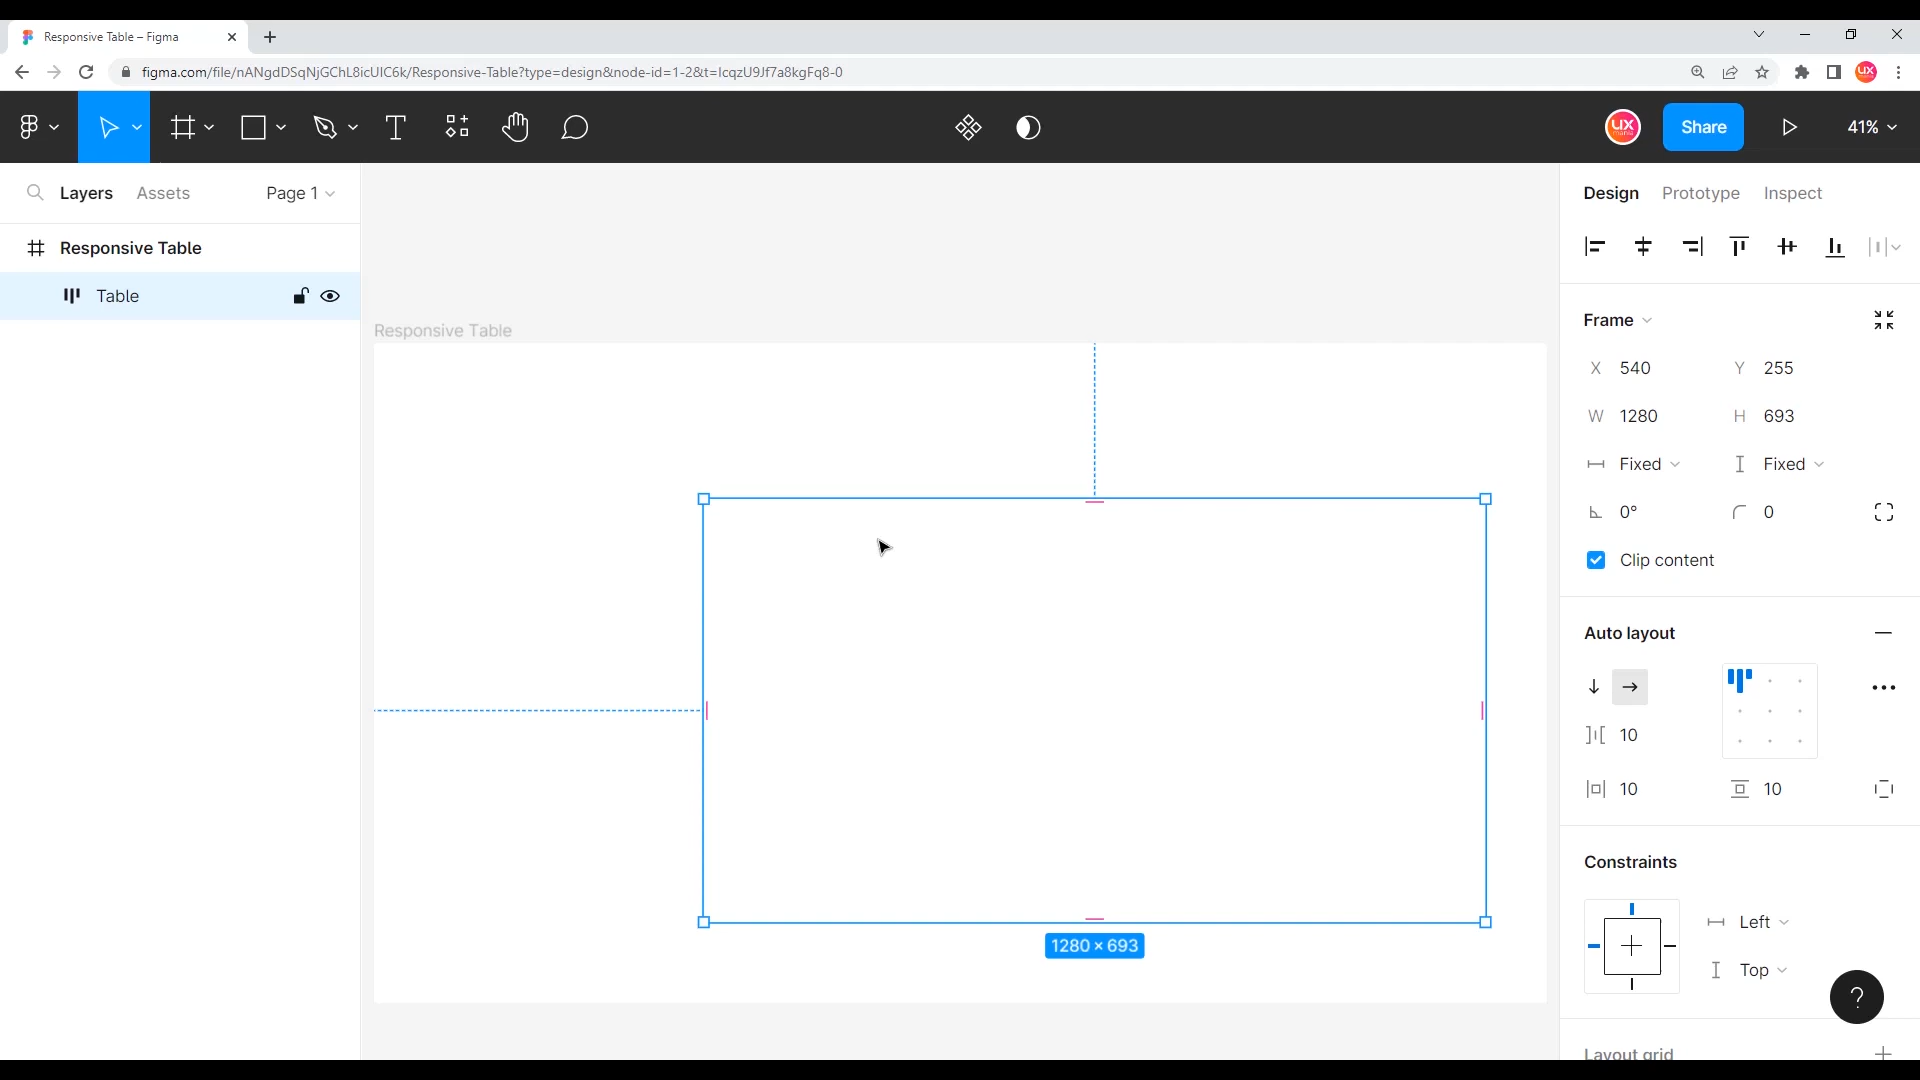 Responsive Table – Figma
figma.com/file/nANgdDSqNjGChL8icUIC6k/Responsive-Table?type=design&node-id=1-2&t=IcqzU9Jf7a8kgFq8-0
Share
41%
Layers
Assets
Page 1
Design
Prototype
Inspect
Responsive Table
Table
Responsive Table
1280 × 693
Frame
X 540
Y 255
W 1280
H 693
Fixed
Fixed
0°
0
Clip content
Auto layout
10
10
10
Constraints
Left
Top
?
Layout grid